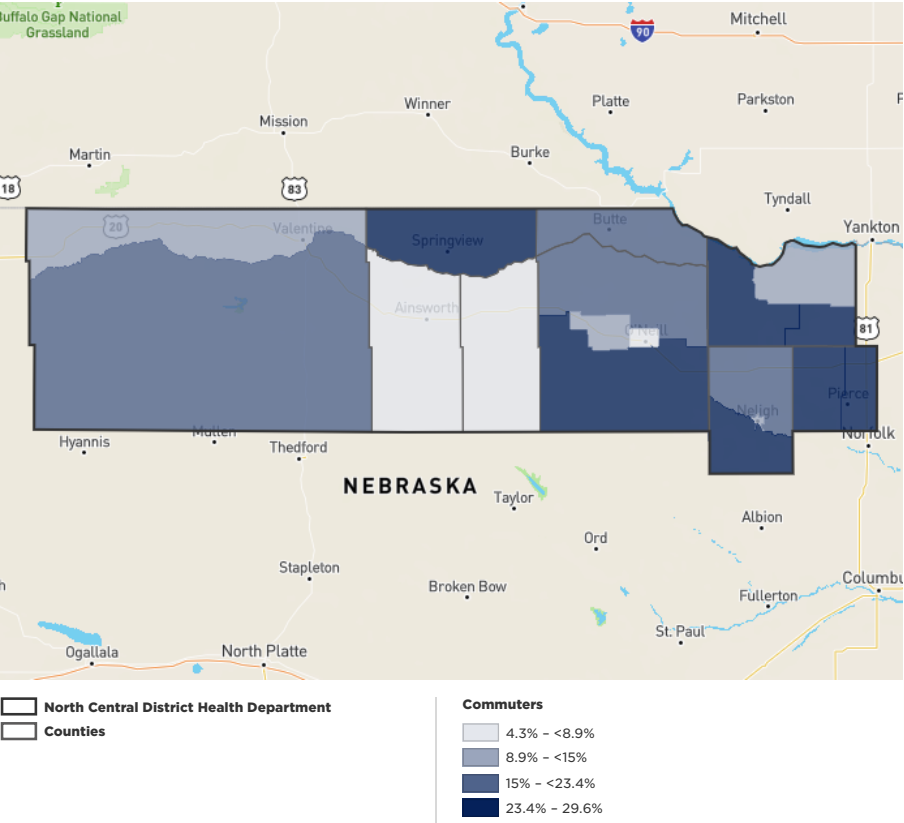 Buffalo Gap National
Grassland
Mitchell
90
Winner
Platte
Parkston
Mission
Martin
Burke
18
83
Tyndall
20
Valentine
Butte
Yankton
Springview
Ainsworth
O'Neill
81
Neligh
Pierce
Hyannis
Mullen
Thedford
Norfolk
NEBRASKA
Taylor
Albion
Ord
Stapleton
Broken Bow
Fullerton
Columbu
St. Paul
Ogallala
North Platte
North Central District Health Department
Counties
Commuters
4.3% – <8.9%
8.9% – <15%
15% – <23.4%
23.4% – 29.6%